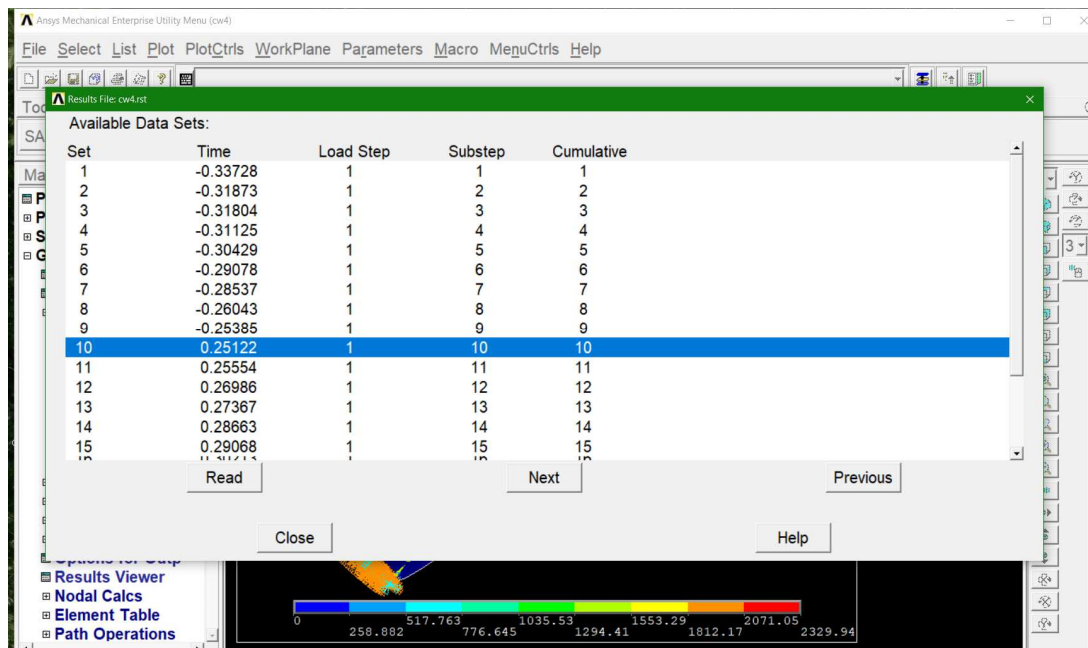 Ansys Mechanical Enterprise Utility Menu (cw4)
File Select List Plot PlotCtrls WorkPlane Parameters Macro MenuCtrls Help
Results File: cw4.rst
Available Data Sets:
Set Time Load Step Substep Cumulative
1 -0.33728 1 1 1
2 -0.31873 1 2 2
3 -0.31804 1 3 3
4 -0.31125 1 4 4
5 -0.30429 1 5 5
6 -0.29078 1 6 6
7 -0.28537 1 7 7
8 -0.26043 1 8 8
9 -0.25385 1 9 9
10 0.25122 1 10 10
11 0.25554 1 11 11
12 0.26986 1 12 12
13 0.27367 1 13 13
14 0.28663 1 14 14
15 0.29068 1 15 15
Read Next Previous
Close Help
3
Results Viewer
Nodal Calcs
Element Table
Path Operations
0 517.763 1035.53 1553.29 2071.05
258.882 776.645 1294.41 1812.17 2329.94